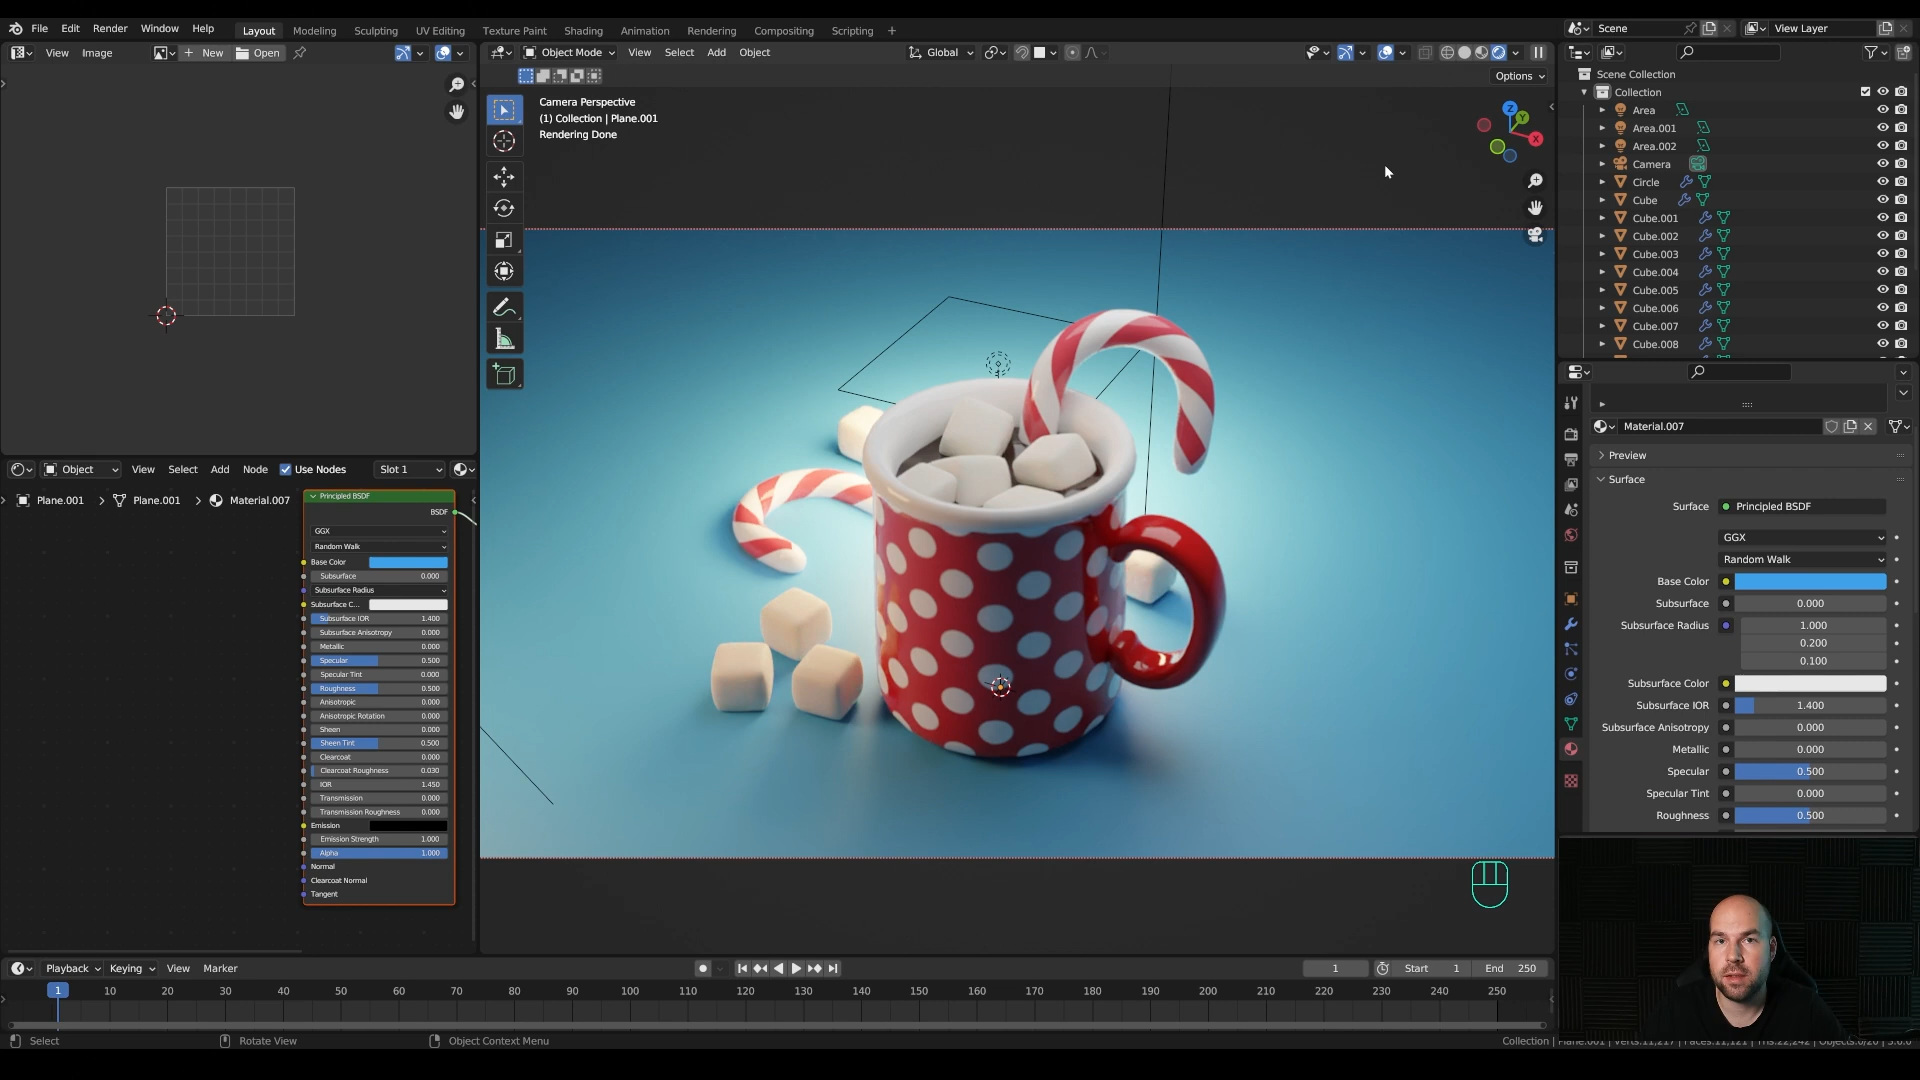 File Edit Render Window Help Layout Modeling Sculpting UV Editing Texture Paint Shading Animation Rendering Compositing Scripting + Scene View Layer
View Image + New Open Object Mode View Select Add Object Global
Options
Camera Perspective
(1) Collection | Plane.001
Rendering Done
Z
Y
X
Scene Collection
Collection
Area
Area.001
Area.002
Camera
Circle
Cube
Cube.001
Cube.002
Cube.003
Cube.004
Cube.005
Cube.006
Cube.007
Cube.008
Object View Select Add Node Use Nodes Slot 1
Plane.001 > Plane.001 > Material.007
Principled BSDF
BSDF
GGX
Random Walk
Base Color
Subsurface 0.000
Subsurface Radius
Subsurface C...
Subsurface IOR 1.400
Subsurface Anisotropy 0.000
Metallic 0.000
Specular 0.500
Specular Tint 0.000
Roughness 0.500
Anisotropic 0.000
Anisotropic Rotation 0.000
Sheen 0.000
Sheen Tint 0.500
Clearcoat 0.000
Clearcoat Roughness 0.030
IOR 1.450
Transmission 0.000
Transmission Roughness 0.000
Emission
Emission Strength 1.000
Alpha 1.000
Normal
Clearcoat Normal
Tangent
Material.007
Preview
Surface
Surface Principled BSDF
GGX
Random Walk
Base Color
Subsurface 0.000
Subsurface Radius 1.000
0.200
0.100
Subsurface Color
Subsurface IOR 1.400
Subsurface Anisotropy 0.000
Metallic 0.000
Specular 0.500
Specular Tint 0.000
Roughness 0.500
Playback Keying View Marker 1 Start 1 End 250
1 10 20 30 40 50 60 70 80 90 100 110 120 130 140 150 160 170 180 190 200 210 220 230 240 250
Select Rotate View Object Context Menu Collection |